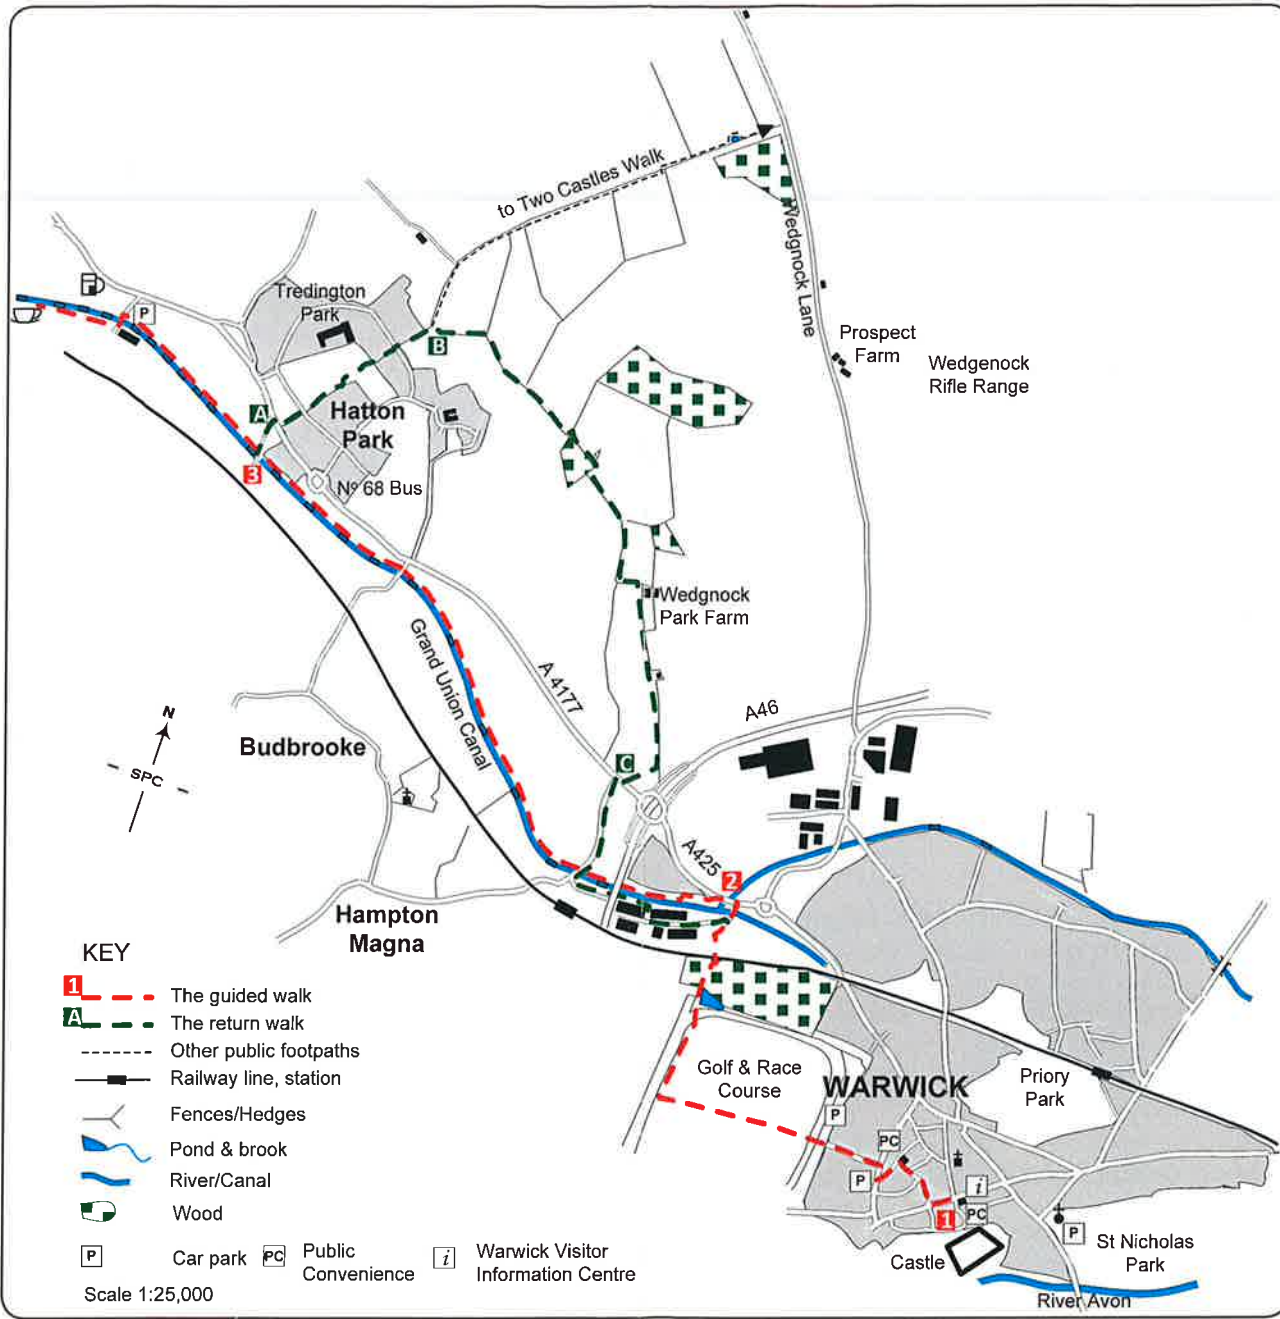 to Two Castles Walk
Wedgnock Lane
Tredington
Park
P
B
Prospect
Farm
Wedgenock
Rifle Range
A
Hatton
Park
3
Nº 68 Bus
Wedgnock
Park Farm
Grand Union Canal
A 4177
N
SPC
A46
Budbrooke
C
A425
2
Hampton
Magna
KEY
1 The guided walk
A The return walk
Other public footpaths
Railway line, station
Fences/Hedges
Pond & brook
River/Canal
Wood
P Car park
PC Public
Convenience
i Warwick Visitor
Information Centre
Scale 1:25,000
Golf & Race
Course
WARWICK
Priory
Park
P
PC
P
i
PC
1
P
Castle
St Nicholas
Park
River Avon